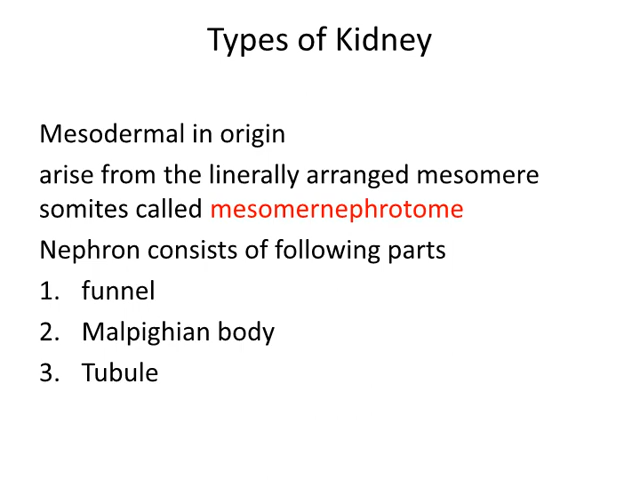 Types of Kidney
Mesodermal in origin
arise from the linerally arranged mesomere
somites called mesomernephrotome
Nephron consists of following parts
1. funnel
2. Malpighian body
3. Tubule